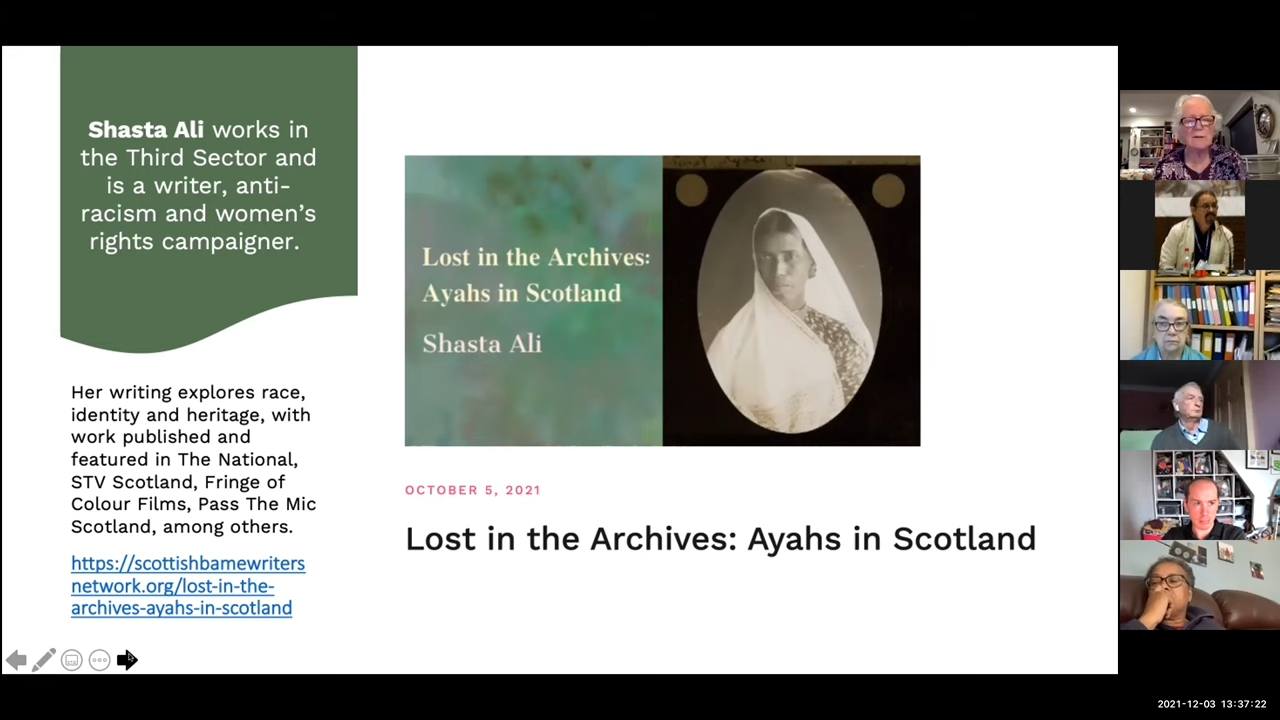 Shasta Ali works in
the Third Sector and
is a writer, anti-
racism and women's
rights campaigner.
Her writing explores race,
identity and heritage, with
work published and
featured in The National,
STV Scotland, Fringe of
Colour Films, Pass The Mic
Scotland, among others.
https://scottishbamewriters
network.org/lost-in-the-
archives-ayahs-in-scotland
Lost in the Archives:
Ayahs in Scotland
Shasta Ali
OCTOBER 5, 2021
Lost in the Archives: Ayahs in Scotland
2021-12-03 13:37:22